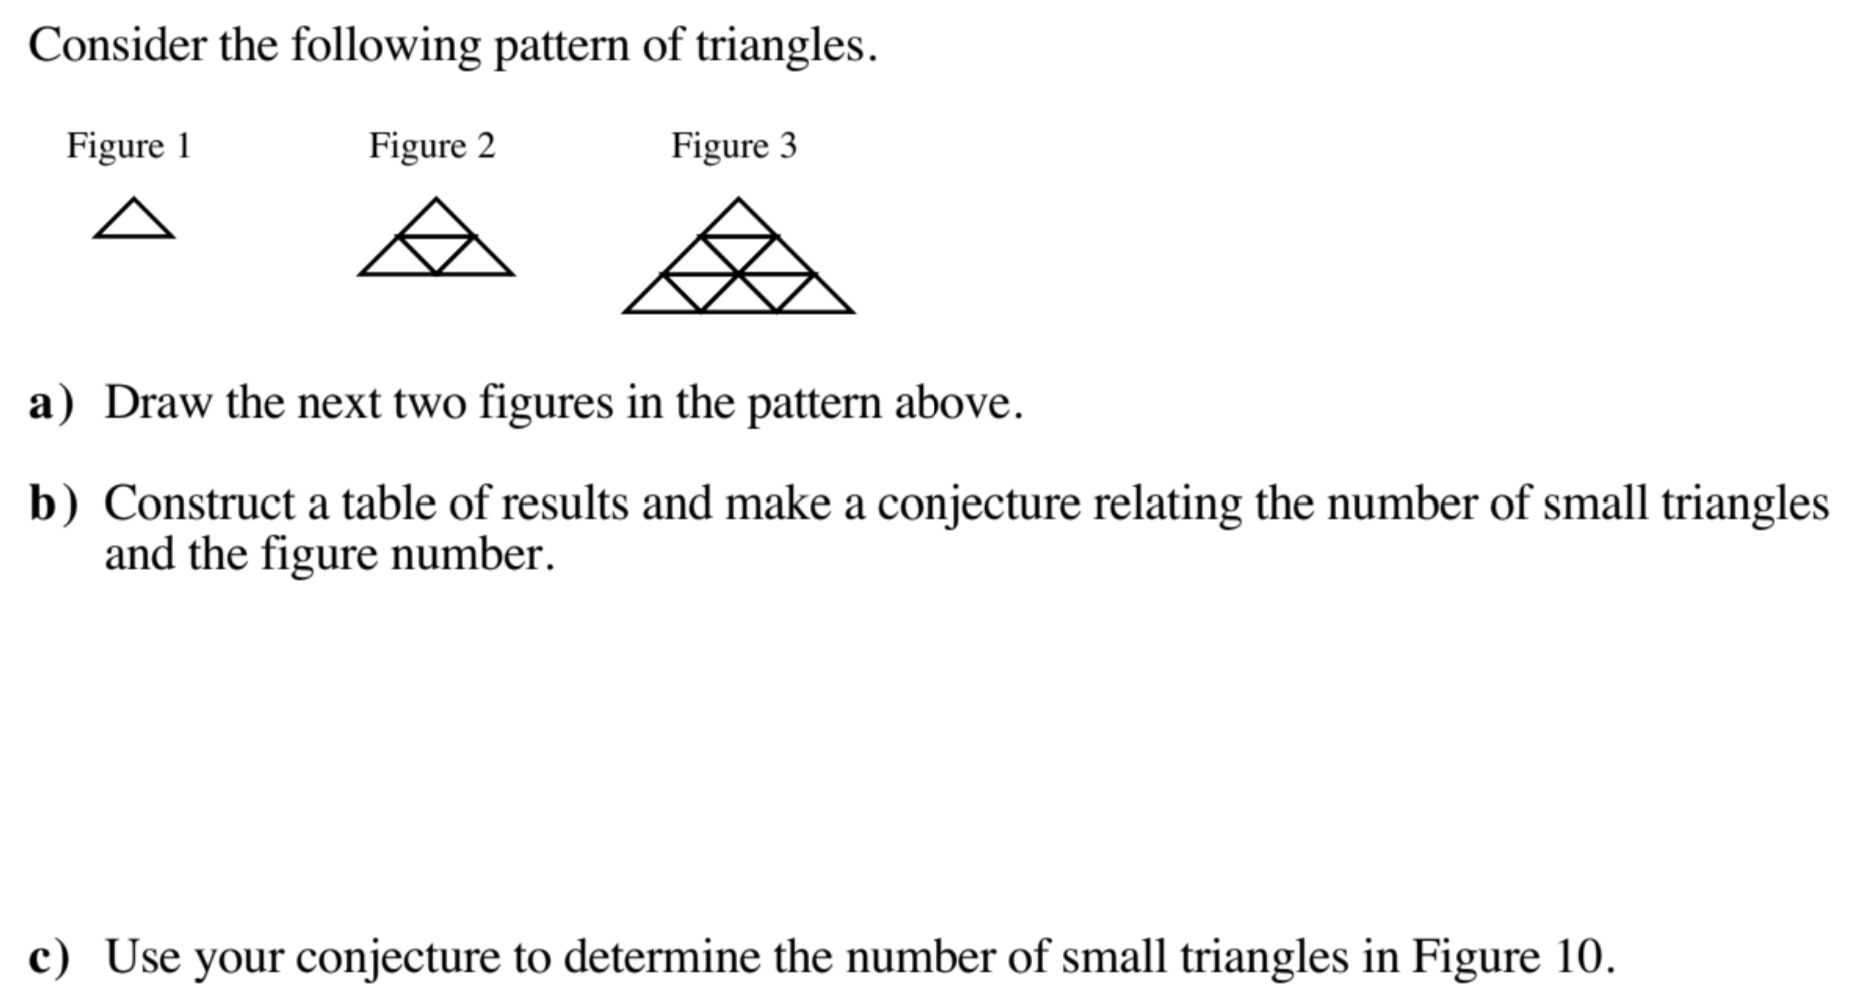 Consider the following pattern of triangles.
Figure 1 Figure 2 Figure 3
a) Draw the next two figures in the pattern above.
b) Construct a table of results and make a conjecture relating the number of small triangles
and the figure number.
c) Use your conjecture to determine the number of small triangles in Figure 10.